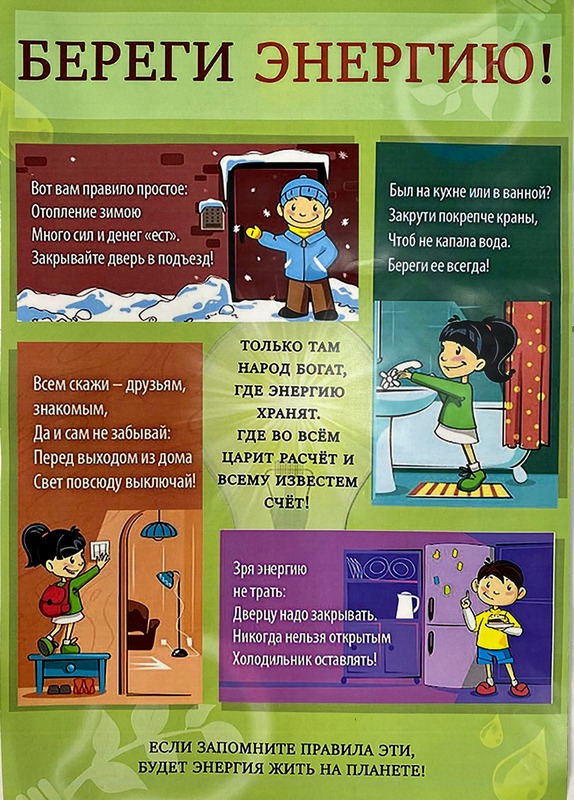 БЕРЕГИ ЭНЕРГИЮ!
Вот вам правило простое:
Отопление зимою
Много сил и денег «ест».
Закрывайте дверь в подъезд!
Был на кухне или в ванной?
Закрути покрепче краны,
Чтоб не капала вода.
Береги ее всегда!
ТОЛЬКО ТАМ
НАРОД БОГАТ,
ГДЕ ЭНЕРГИЮ
ХРАНЯТ.
ГДЕ ВО ВСЁМ
ЦАРИТ РАСЧЁТ И
ВСЕМУ ИЗВЕСТЕМ
СЧЁТ!
Всем скажи – друзьям,
знакомым,
Да и сам не забывай:
Перед выходом из дома
Свет повсюду выключай!
Зря энергию
не трать:
Дверцу надо закрывать.
Никогда нельзя открытым
Холодильник оставлять!
ЕСЛИ ЗАПОМНИТЕ ПРАВИЛА ЭТИ,
БУДЕТ ЭНЕРГИЯ ЖИТЬ НА ПЛАНЕТЕ!